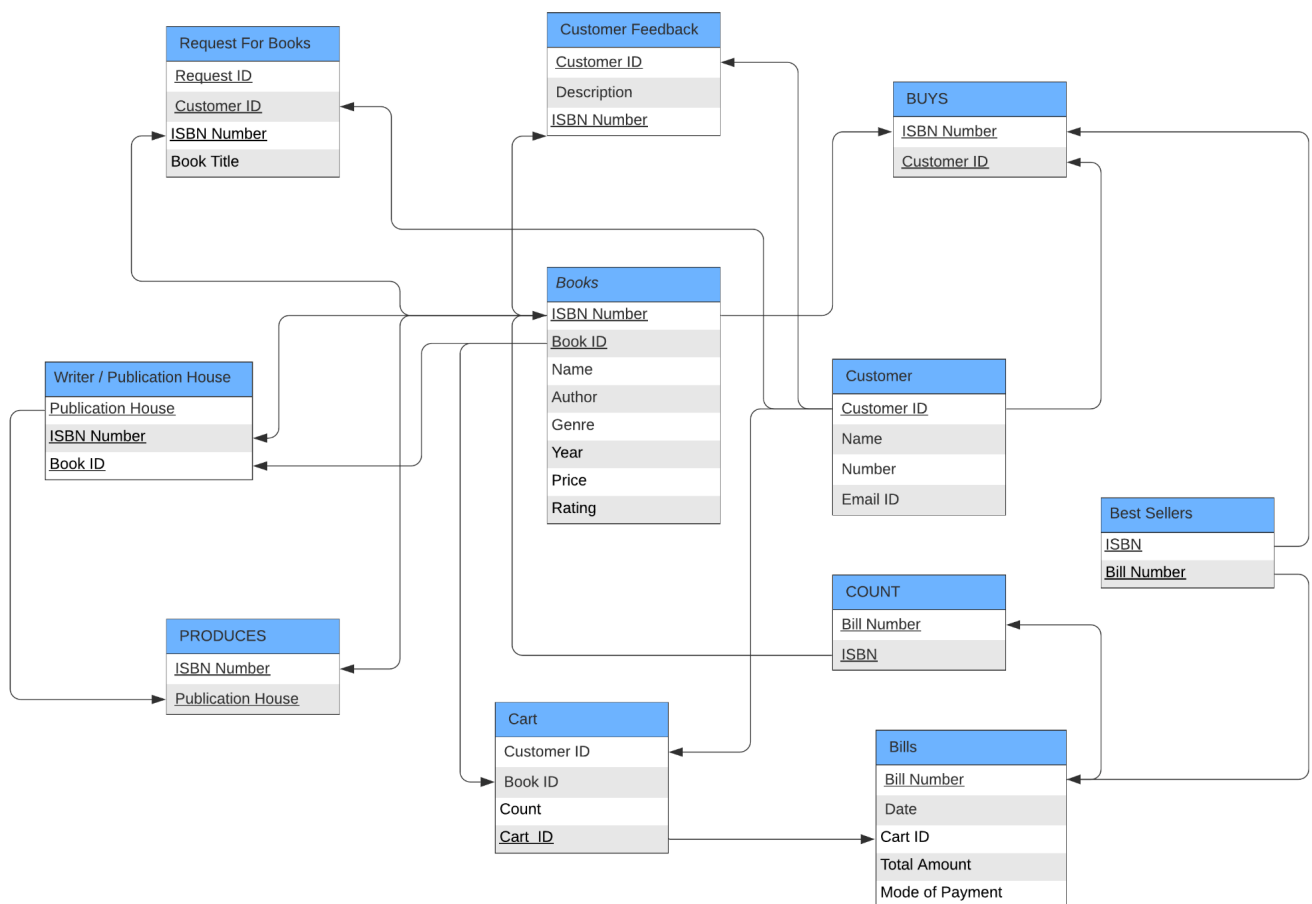 Request For Books
Request ID
Customer ID
ISBN Number
Book Title
Customer Feedback
Customer ID
Description
ISBN Number
BUYS
ISBN Number
Customer ID
Books
ISBN Number
Book ID
Name
Author
Genre
Year
Price
Rating
Writer / Publication House
Publication House
ISBN Number
Book ID
Customer
Customer ID
Name
Number
Email ID
Best Sellers
ISBN
Bill Number
COUNT
Bill Number
ISBN
PRODUCES
ISBN Number
Publication House
Cart
Customer ID
Book ID
Count
Cart_ID
Bills
Bill Number
Date
Cart ID
Total Amount
Mode of Payment